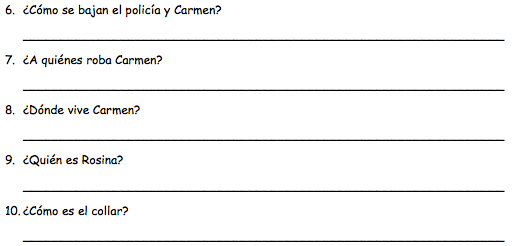 6. ¿Cómo se bajan el policía y Carmen?
7. ¿A quiénes roba Carmen?
8. ¿Dónde vive Carmen?
9. ¿Quién es Rosina?
10. ¿Cómo es el collar?